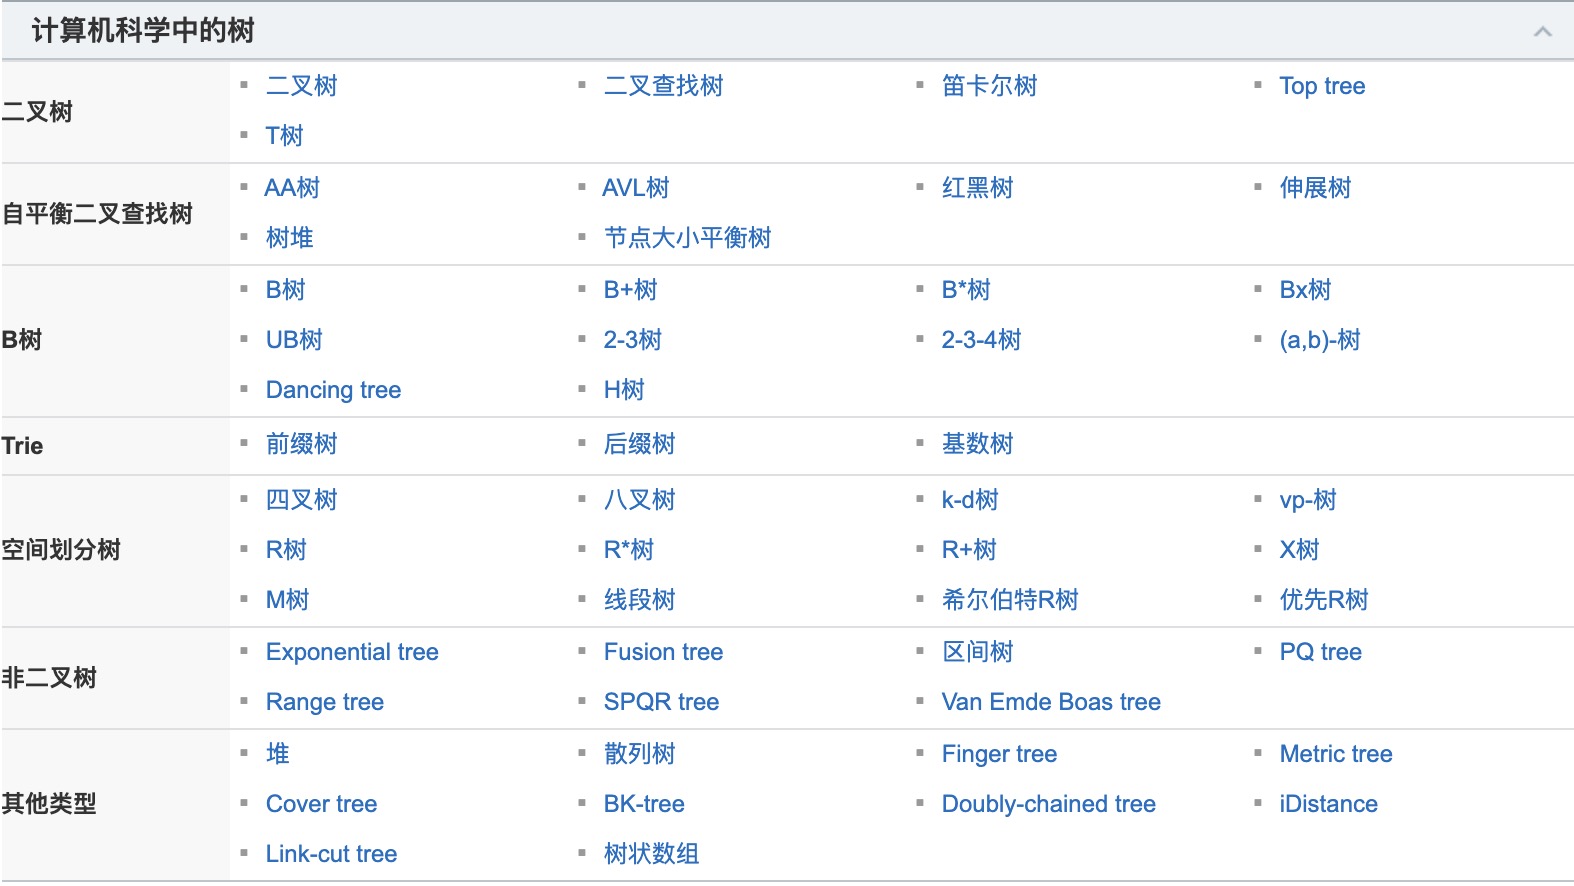 计算机科学中的树
二叉树
二叉树 二叉查找树 笛卡尔树 Top tree
T树
自平衡二叉查找树
AA树 AVL树 红黑树 伸展树
树堆 节点大小平衡树
B树
B树 B+树 B*树 Bx树
UB树 2-3树 2-3-4树 (a,b)-树
Dancing tree H树
Trie
前缀树 后缀树 基数树
空间划分树
四叉树 八叉树 k-d树 vp-树
R树 R*树 R+树 X树
M树 线段树 希尔伯特R树 优先R树
非二叉树
Exponential tree Fusion tree 区间树 PQ tree
Range tree SPQR tree Van Emde Boas tree
其他类型
堆 散列树 Finger tree Metric tree
Cover tree BK-tree Doubly-chained tree iDistance
Link-cut tree 树状数组